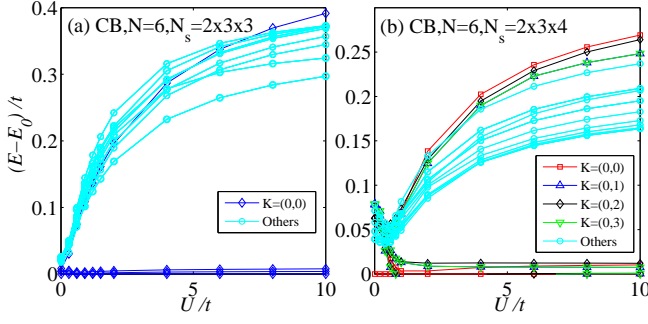 (a) CB,N=6,N_s=2x3x3
0.4
0.3
0.2
0.1
0
(E−E_0)/t
K=(0,0)
Others
0
5
10
U/t
(b) CB,N=6,N_s=2x3x4
0.25
0.2
0.15
0.1
0.05
0
K=(0,0)
K=(0,1)
K=(0,2)
K=(0,3)
Others
0
5
10
U/t